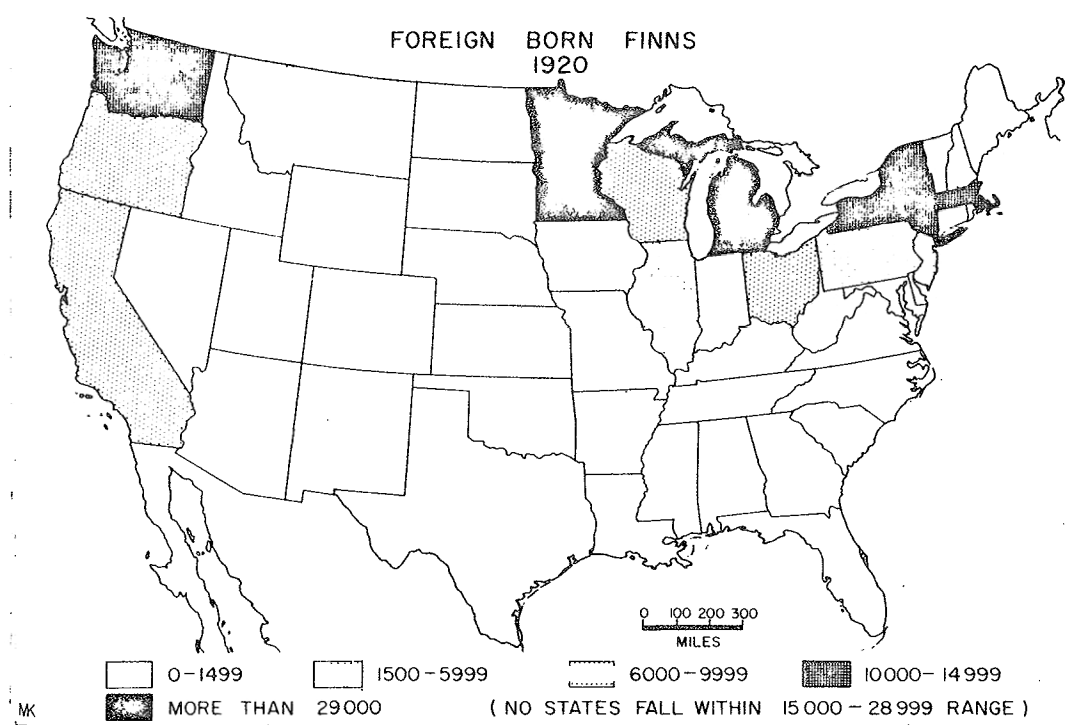 FOREIGN BORN FINNS
1920
0 100 200 300
MILES
0-1499
1500-5999
6000-9999
10000-14999
MORE THAN 29000
( NO STATES FALL WITHIN 15000-28999 RANGE )
MK